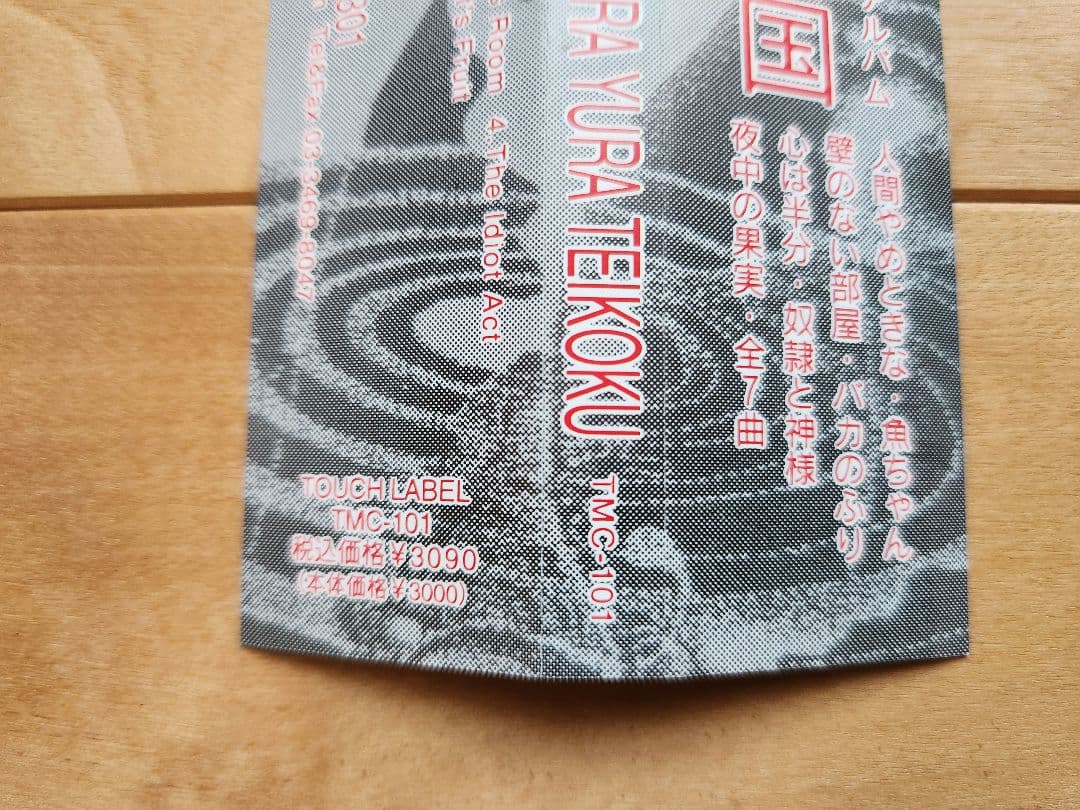 ルバム
国
人間やめときな・魚ちゃん
壁のない部屋・バカのふり
心は半分・奴隷と神様
夜中の果実・全7曲
RA YURA TEIKOKU TMC-101
s Room 4 The Idiot Act
t's Fruit
301
Tel&Fax 03-3469-8047
TOUCH LABEL
TMC-101
税込価格¥3090
(本体価格¥3000)